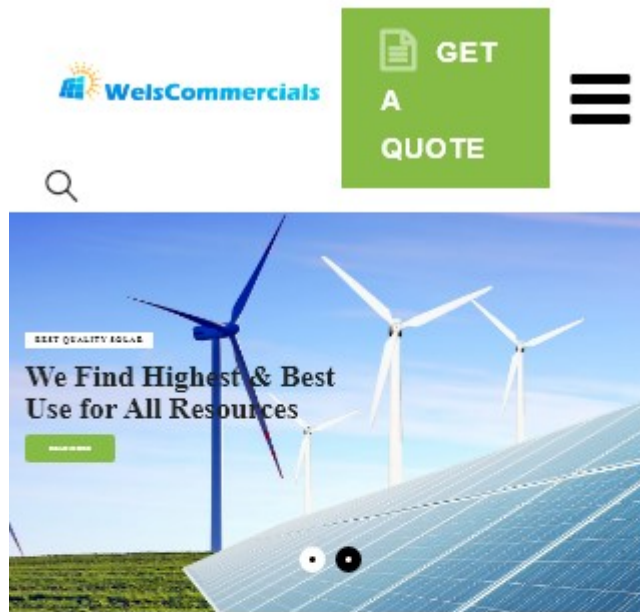 WelsCommercials
GET
A
QUOTE
BEST QUALITY SOLAR
We Find Highest & Best
Use for All Resources